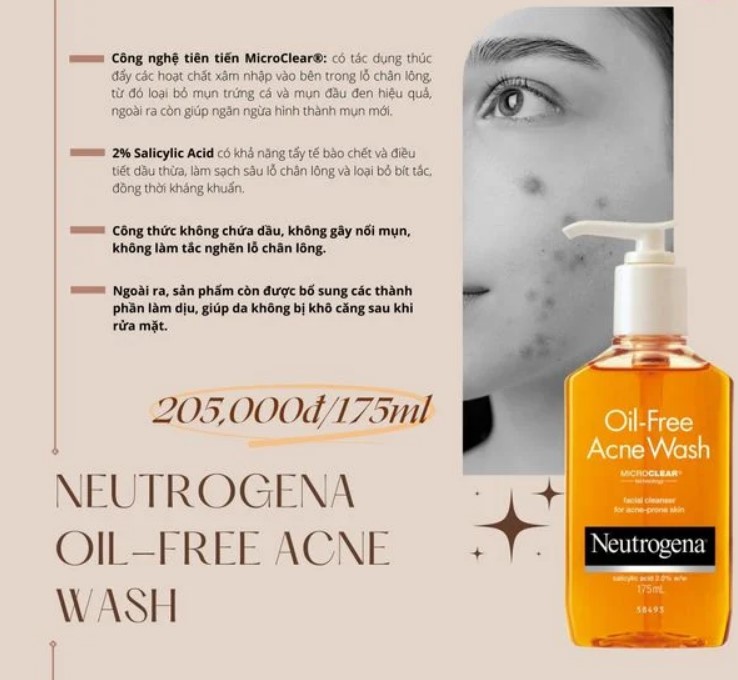 Công nghệ tiên tiến MicroClear®: có tác dụng thúc
đẩy các hoạt chất xâm nhập vào bên trong lỗ chân lông,
từ đó loại bỏ mụn trứng cá và mụn đầu đen hiệu quả,
ngoài ra còn giúp ngăn ngừa hình thành mụn mới.
2% Salicylic Acid có khả năng tẩy tế bào chết và điều
tiết dầu thừa, làm sạch sâu lỗ chân lông và loại bỏ bít tắc,
đồng thời kháng khuẩn.
Công thức không chứa dầu, không gây nổi mụn,
không làm tắc nghẽn lỗ chân lông.
Ngoài ra, sản phẩm còn được bổ sung các thành
phần làm dịu, giúp da không bị khô căng sau khi
rửa mặt.
205,000đ/175ml
NEUTROGENA
OIL-FREE ACNE
WASH
Oil-Free
Acne Wash
MICROCLEAR®
technology
facial cleanser
for acne-prone skin
Neutrogena®
salicylic acid 2.0% w/w
175mL
58493